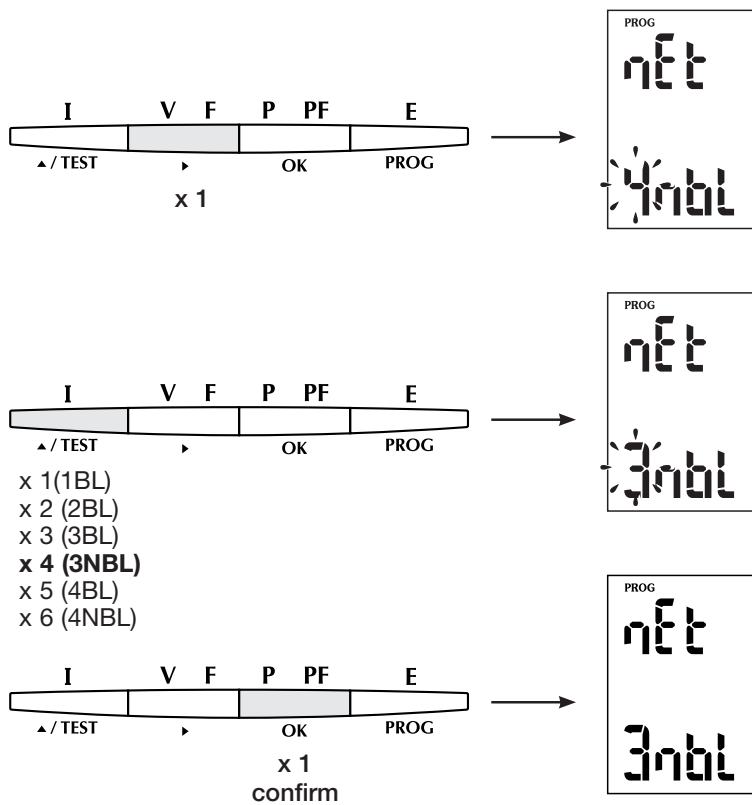 PROG
nEt
4nbL
I V F P PF E
▲ / TEST ▸ OK PROG
x 1
PROG
nEt
3nbL
I V F P PF E
▲ / TEST ▸ OK PROG
x 1(1BL)
x 2 (2BL)
x 3 (3BL)
x 4 (3NBL)
x 5 (4BL)
x 6 (4NBL)
PROG
nEt
3nbL
I V F P PF E
▲ / TEST ▸ OK PROG
x 1
confirm